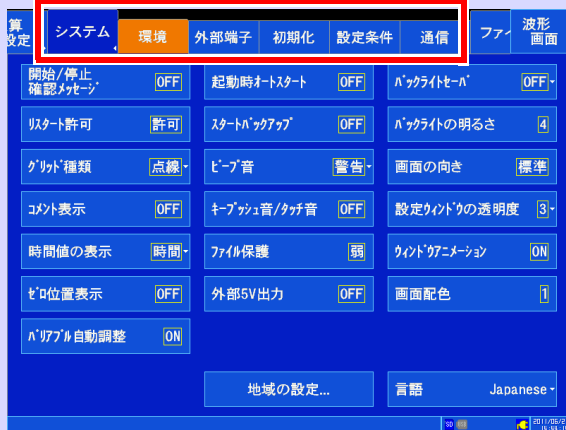 算
設定
システム
環境
外部端子
初期化
設定条件
通信
ファイ
波形
画面
開始/停止
確認ﾒｯｾｰｼﾞ
OFF
起動時ｵｰﾄｽﾀｰﾄ
OFF
ﾊﾞｯｸﾗｲﾄｾｰﾊﾞ
OFF
ﾘｽﾀｰﾄ許可
許可
ｽﾀｰﾄﾊﾞｯｸｱｯﾌﾟ
OFF
ﾊﾞｯｸﾗｲﾄの明るさ
4
ｸﾞﾘｯﾄﾞ種類
点線
ﾋﾞｰﾌﾟ音
警告
画面の向き
標準
ｺﾒﾝﾄ表示
OFF
ｷｰﾌﾟｯｼｭ音/ﾀｯﾁ音
OFF
設定ｳｨﾝﾄﾞｳの透明度
3
時間値の表示
時間
ﾌｧｲﾙ保護
弱
ｳｨﾝﾄﾞｳｱﾆﾒｰｼｮﾝ
ON
ｾﾞﾛ位置表示
OFF
外部5V出力
OFF
画面配色
1
ﾊﾞﾘｱﾌﾞﾙ自動調整
ON
地域の設定...
言語
Japanese
SD